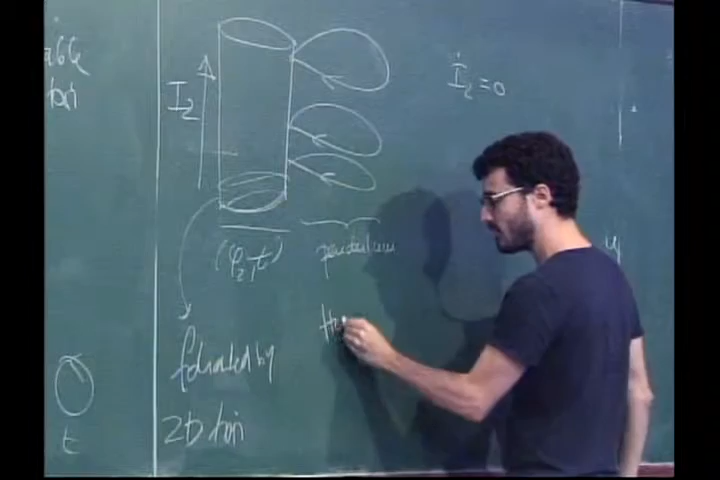 I₂
İ₂ = 0
(φ₂, t)
pendulum
foliated by
2D tori
t